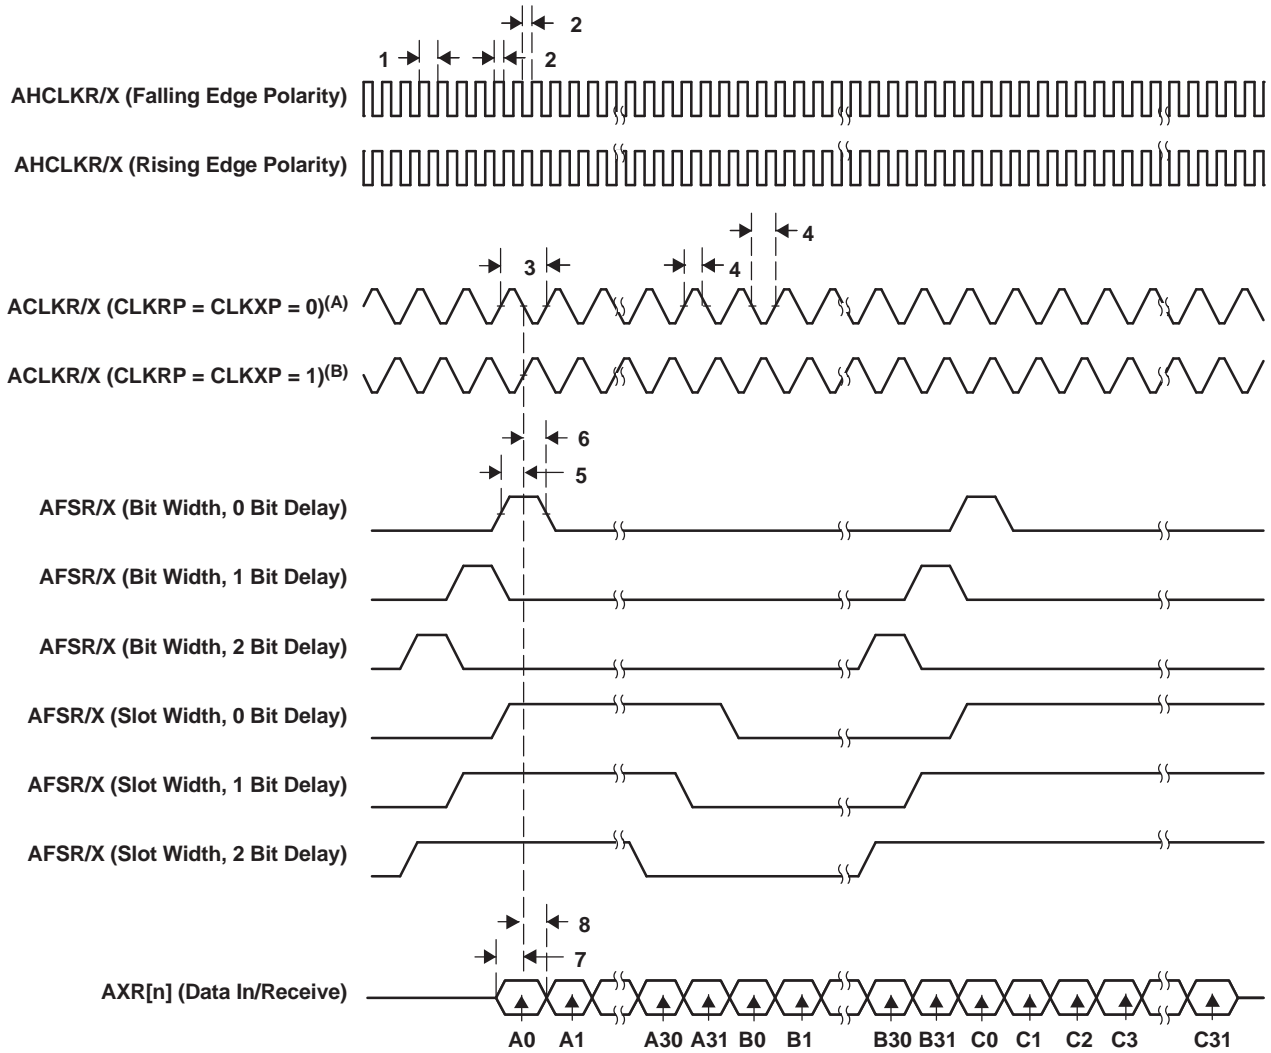 2
1
2
AHCLKR/X (Falling Edge Polarity)
AHCLKR/X (Rising Edge Polarity)
4
3
4
ACLKR/X (CLKRP = CLKXP = 0)(A)
ACLKR/X (CLKRP = CLKXP = 1)(B)
6
5
AFSR/X (Bit Width, 0 Bit Delay)
AFSR/X (Bit Width, 1 Bit Delay)
AFSR/X (Bit Width, 2 Bit Delay)
AFSR/X (Slot Width, 0 Bit Delay)
AFSR/X (Slot Width, 1 Bit Delay)
AFSR/X (Slot Width, 2 Bit Delay)
8
7
AXR[n] (Data In/Receive)
A0 A1 A30 A31 B0 B1 B30 B31 C0 C1 C2 C3 C31